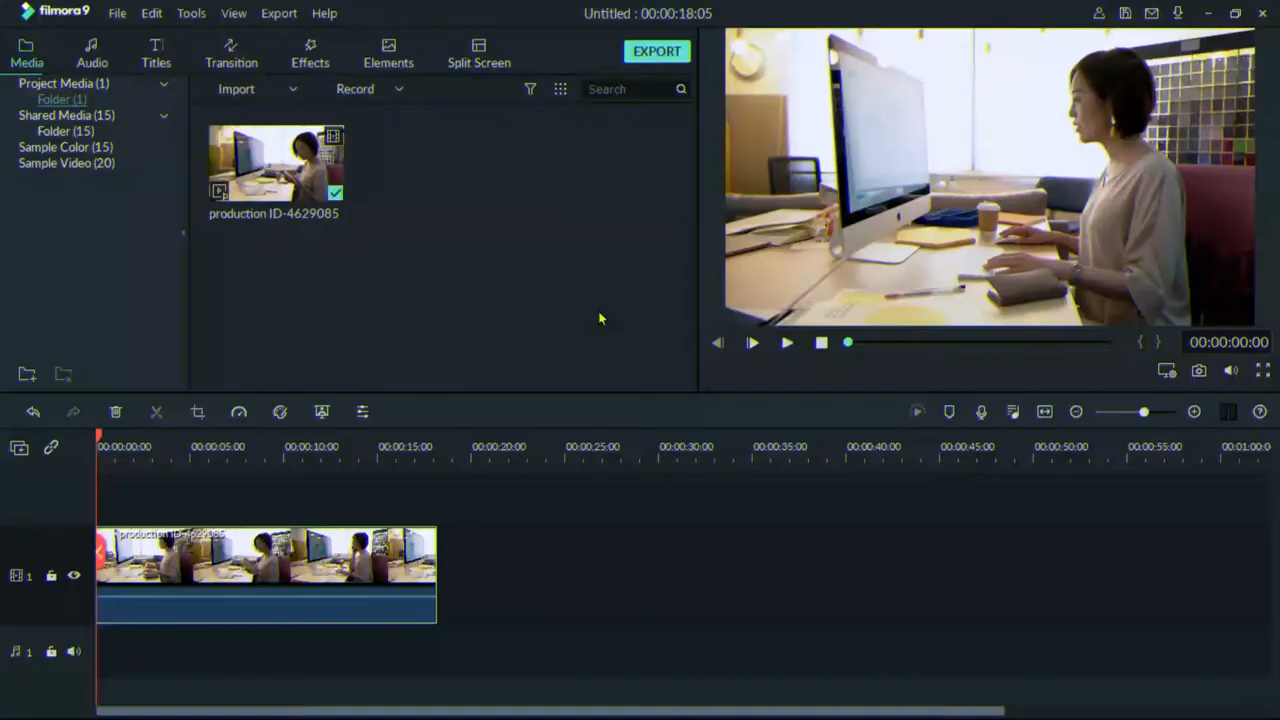 filmora9 File Edit Tools View Export Help Untitled : 00:00:18:05
Media Audio Titles Transition Effects Elements Split Screen EXPORT
Project Media (1)
Folder (1)
Shared Media (15)
Folder (15)
Sample Color (15)
Sample Video (20)
Import Record Search
production ID-4629085
{ } 00:00:00:00
00:00:00:00 00:00:05:00 00:00:10:00 00:00:15:00 00:00:20:00 00:00:25:00 00:00:30:00 00:00:35:00 00:00:40:00 00:00:45:00 00:00:50:00 00:00:55:00 00:01:00:0
production ID-4629085
1
1